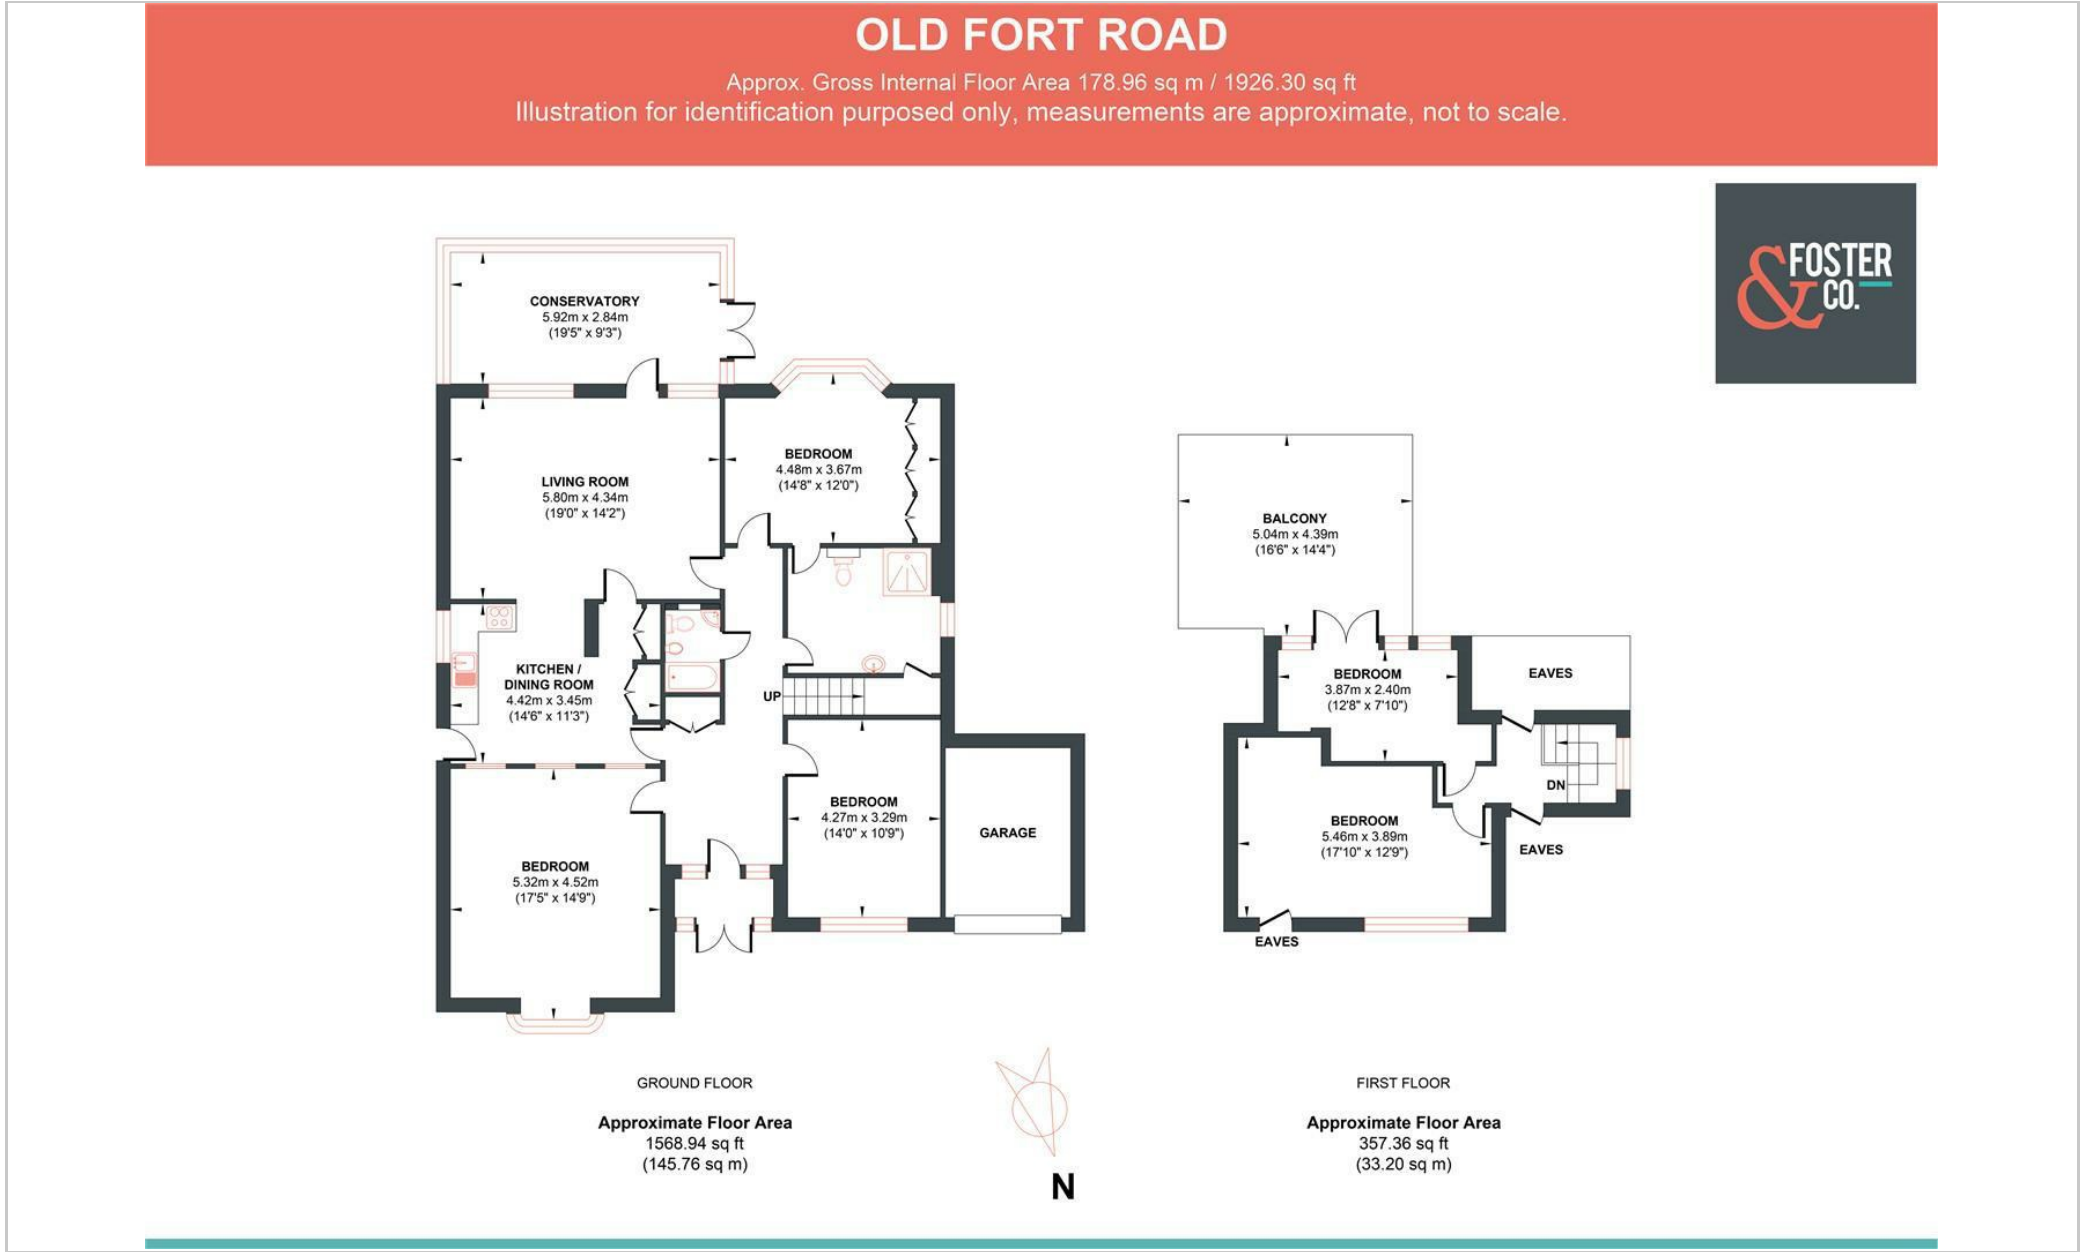 OLD FORT ROAD
Approx. Gross Internal Floor Area 178.96 sq m / 1926.30 sq ft
Illustration for identification purposed only, measurements are approximate, not to scale.
& FOSTER
CO.
CONSERVATORY
5.92m x 2.84m
(19'5" x 9'3")
LIVING ROOM
5.80m x 4.34m
(19'0" x 14'2")
BEDROOM
4.48m x 3.67m
(14'8" x 12'0")
KITCHEN /
DINING ROOM
4.42m x 3.45m
(14'6" x 11'3")
UP
BEDROOM
5.32m x 4.52m
(17'5" x 14'9")
BEDROOM
4.27m x 3.29m
(14'0" x 10'9")
GARAGE
BALCONY
5.04m x 4.39m
(16'6" x 14'4")
BEDROOM
3.87m x 2.40m
(12'8" x 7'10")
EAVES
DN
BEDROOM
5.46m x 3.89m
(17'10" x 12'9")
EAVES
EAVES
GROUND FLOOR
Approximate Floor Area
1568.94 sq ft
(145.76 sq m)
N
FIRST FLOOR
Approximate Floor Area
357.36 sq ft
(33.20 sq m)